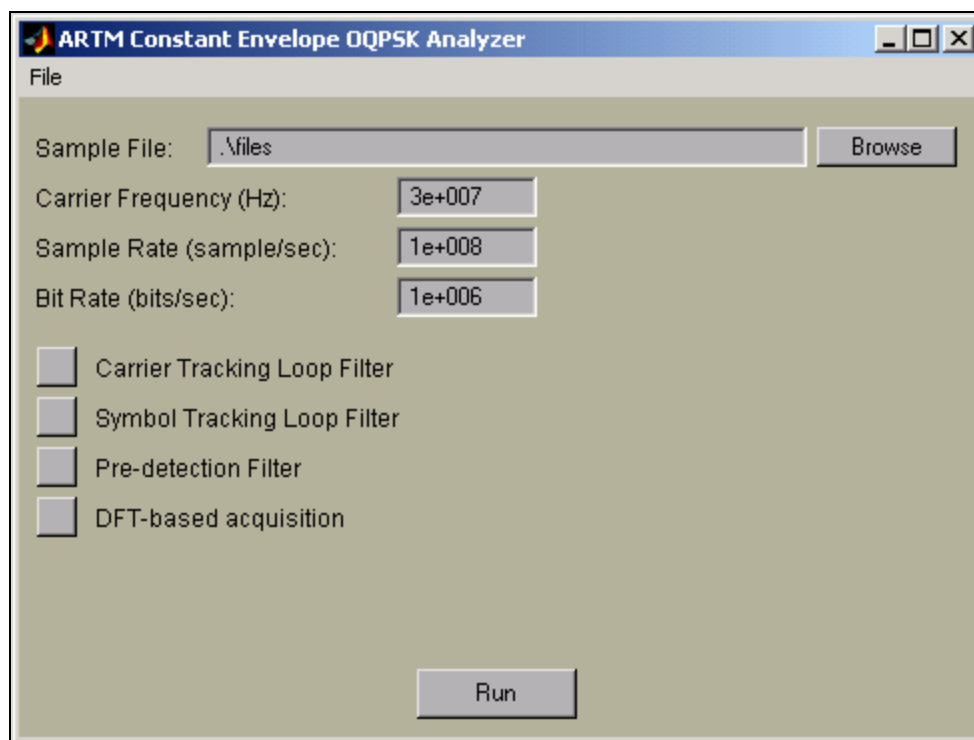 ARTM Constant Envelope OQPSK Analyzer
File
Sample File: .\files Browse
Carrier Frequency (Hz): 3e+007
Sample Rate (sample/sec): 1e+008
Bit Rate (bits/sec): 1e+006
Carrier Tracking Loop Filter
Symbol Tracking Loop Filter
Pre-detection Filter
DFT-based acquisition
Run